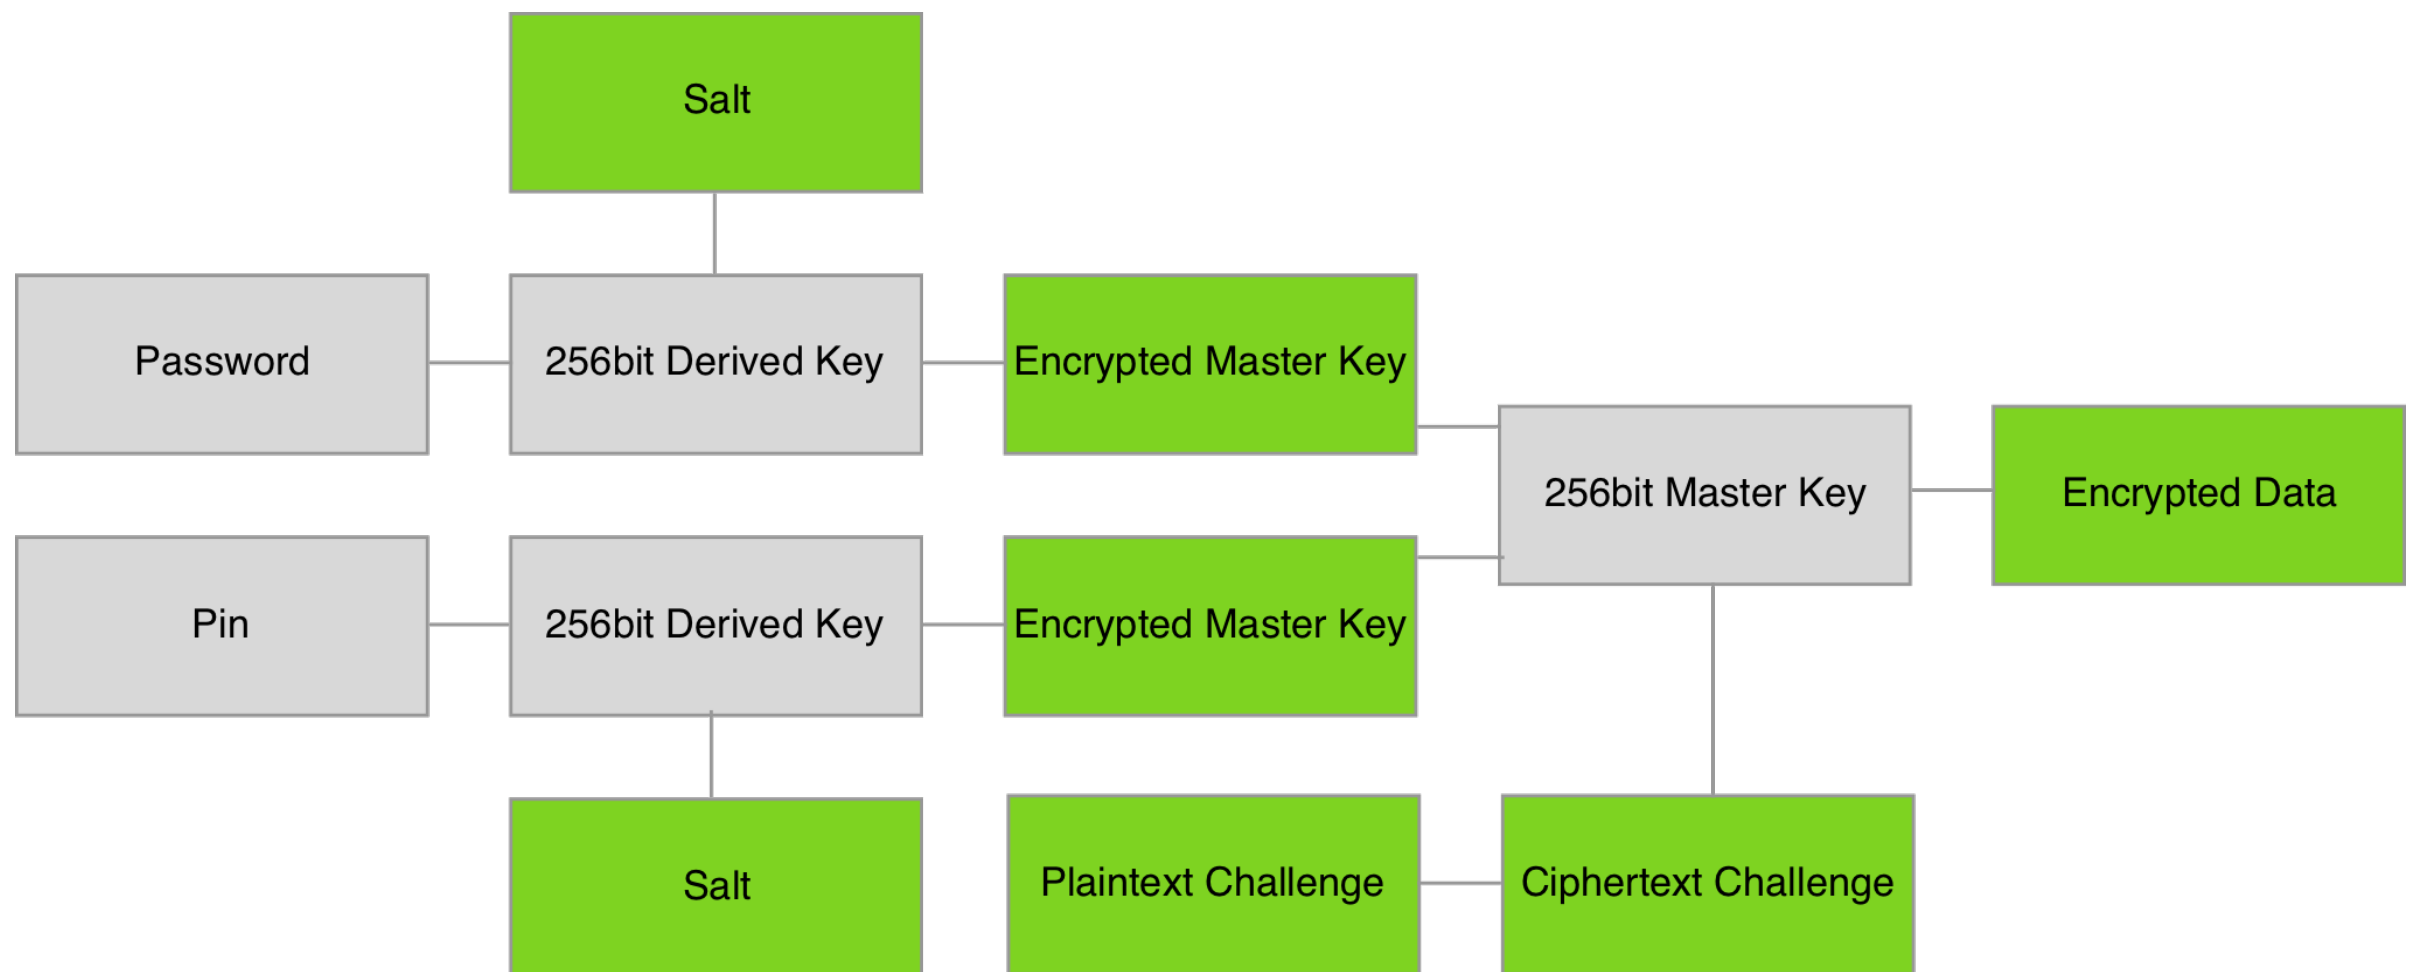 Salt
Password
256bit Derived Key
Encrypted Master Key
256bit Master Key
Encrypted Data
Pin
256bit Derived Key
Encrypted Master Key
Salt
Plaintext Challenge
Ciphertext Challenge